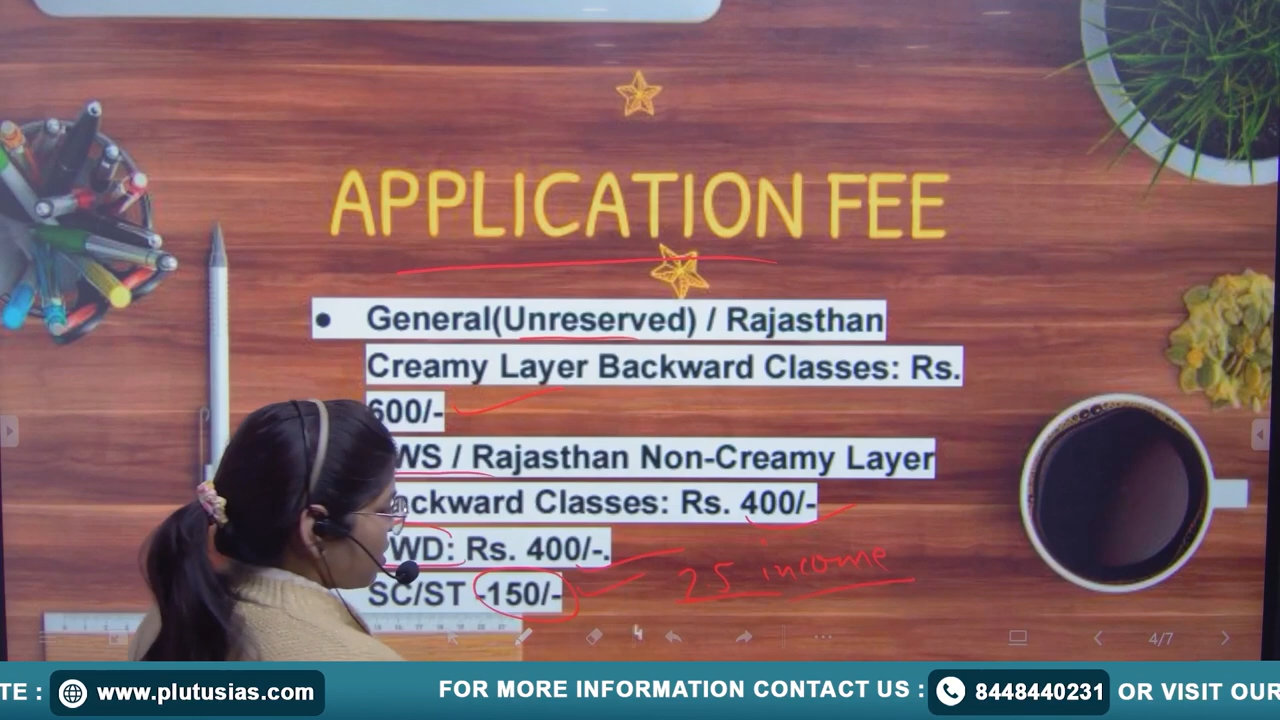 APPLICATION FEE
● General(Unreserved) / Rajasthan
Creamy Layer Backward Classes: Rs.
600/-
WS / Rajasthan Non-Creamy Layer
ackward Classes: Rs. 400/-
WD: Rs. 400/-.
SC/ST -150/-
25 income
4/7
TE : www.plutusias.com FOR MORE INFORMATION CONTACT US : 8448440231 OR VISIT OUR